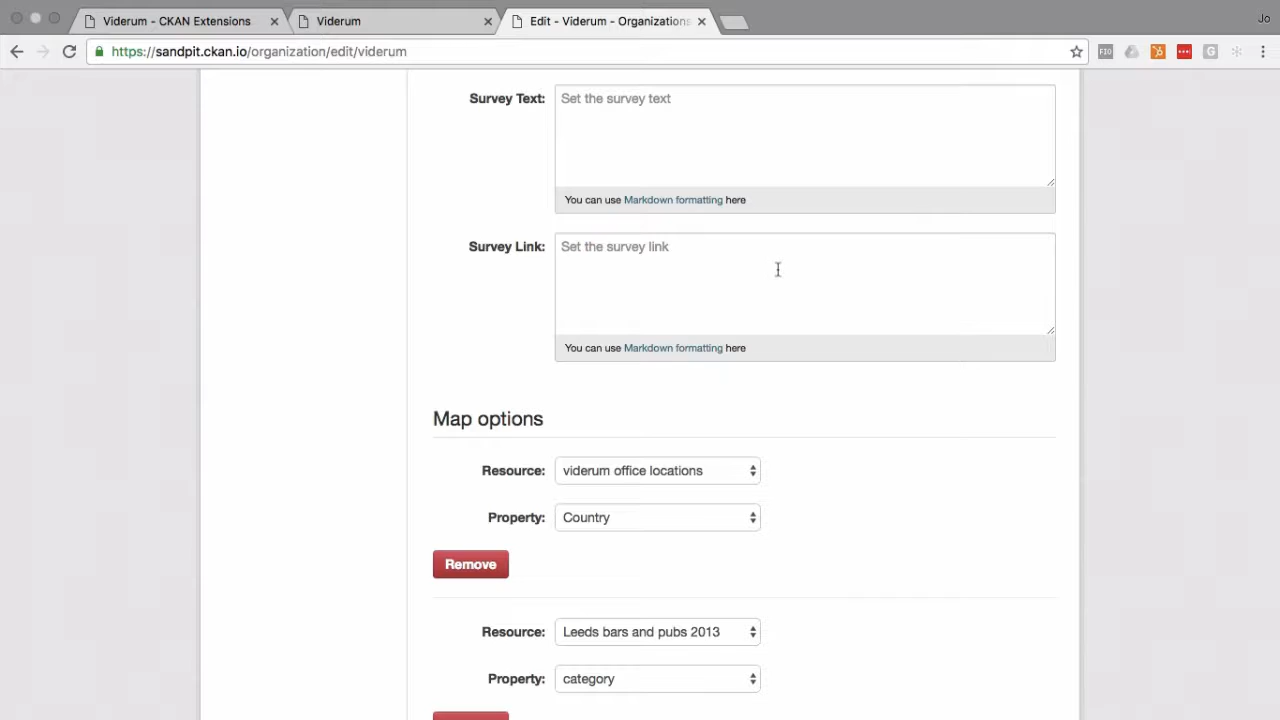 Viderum - CKAN Extensions
Viderum
Edit - Viderum - Organizations
Jo
https://sandpit.ckan.io/organization/edit/viderum
FIO
G
Survey Text:
Set the survey text
You can use Markdown formatting here
Survey Link:
Set the survey link
You can use Markdown formatting here
Map options
Resource:
viderum office locations
Property:
Country
Remove
Resource:
Leeds bars and pubs 2013
Property:
category